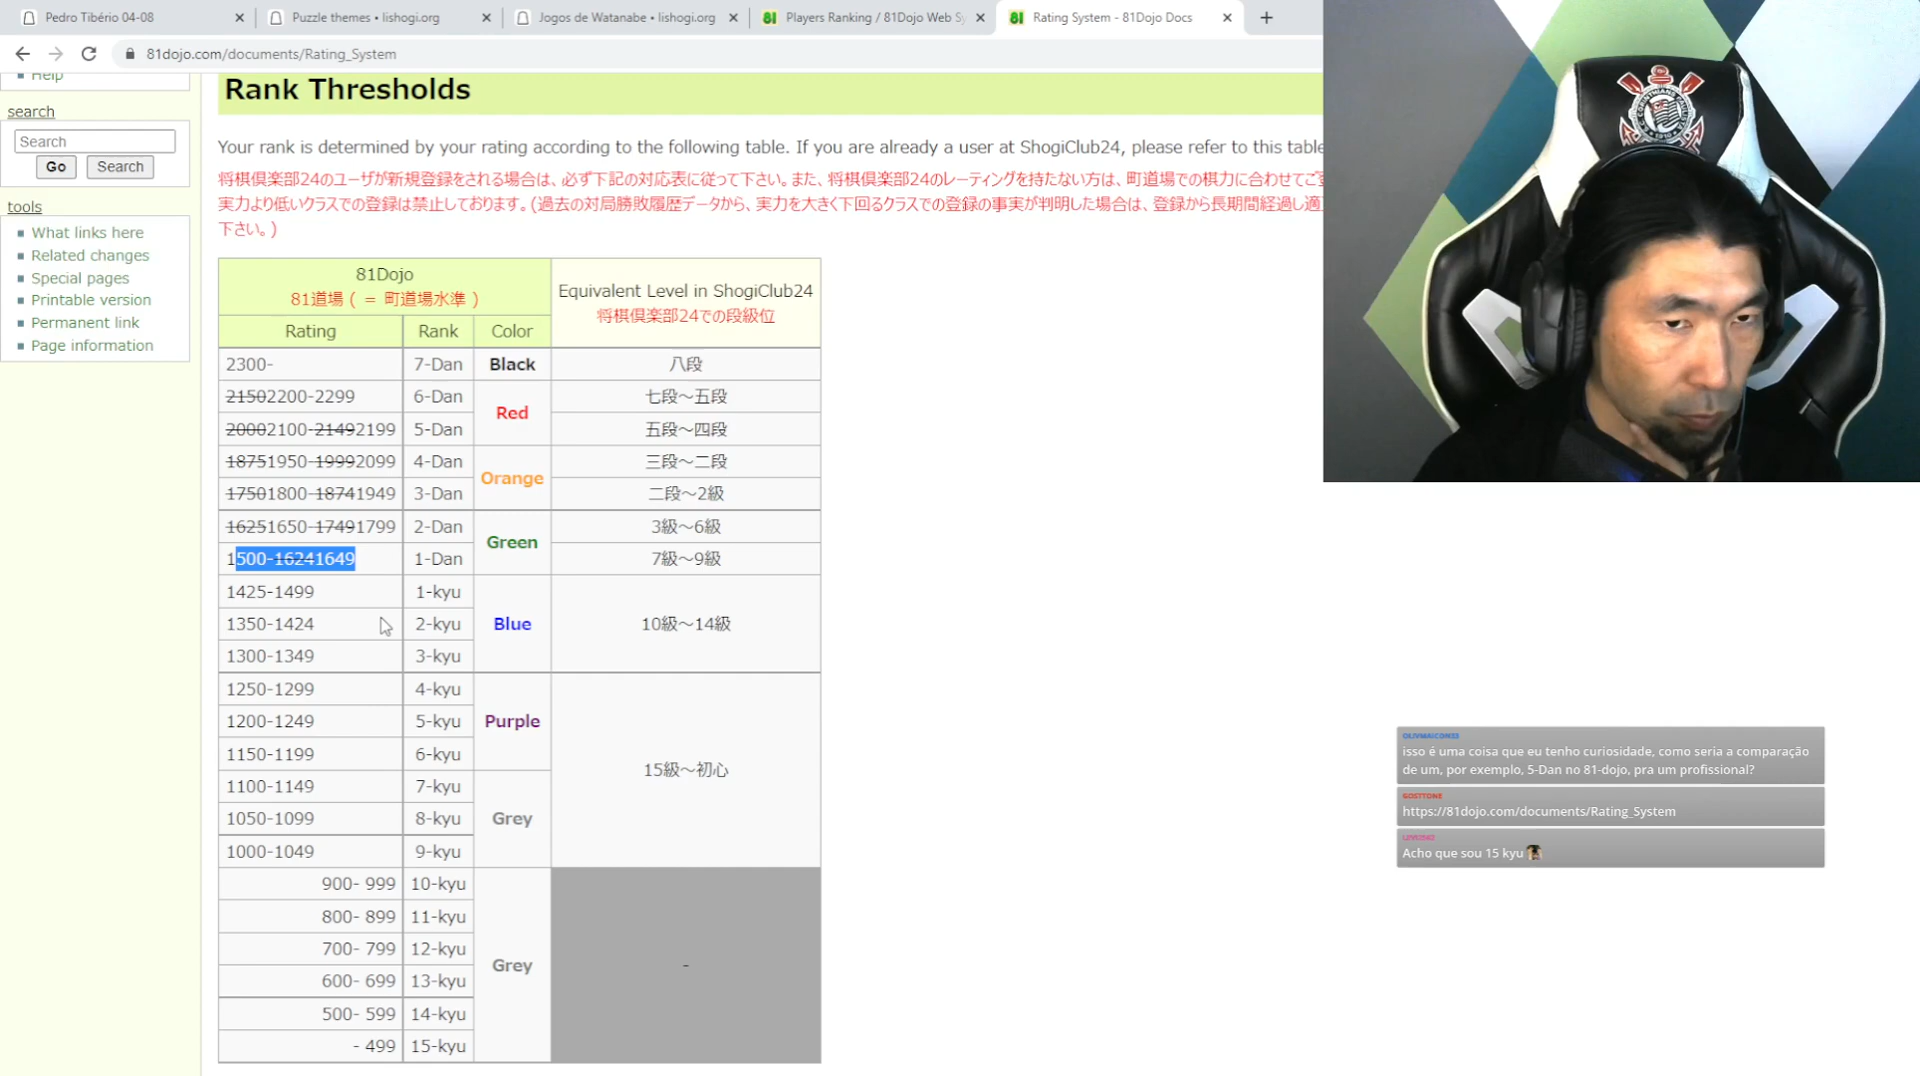 Pedro Tibério 04-08
Puzzle themes • lishogi.org
Jogos de Watanabe • lishogi.org
Players Ranking / 81Dojo Web Sy
Rating System - 81Dojo Docs
81dojo.com/documents/Rating_System
Help
search
Search
Go
Search
tools
What links here
Related changes
Special pages
Printable version
Permanent link
Page information
Rank Thresholds
Your rank is determined by your rating according to the following table. If you are already a user at ShogiClub24, please refer to this table
将棋倶楽部24のユーザが新規登録をされる場合は、必ず下記の対応表に従って下さい。また、将棋倶楽部24のレーティングを持たない方は、町道場での棋力に合わせてご
実力より低いクラスでの登録は禁止しております。(過去の対局勝敗履歴データから、実力を大きく下回るクラスでの登録の事実が判明した場合は、登録から長期間経過し適
下さい。)
81Dojo
81道場 ( = 町道場水準 )
Equivalent Level in ShogiClub24
将棋倶楽部24での段級位
Rating Rank Color
2300- 7-Dan Black 八段
21502200-2299 6-Dan 七段～五段
Red
20002100-21492199 5-Dan 五段～四段
18751950-19992099 4-Dan 三段～二段
Orange
17501800-18741949 3-Dan 二段～2級
16251650-17491799 2-Dan 3級～6級
Green
1500-16241649 1-Dan 7級～9級
1425-1499 1-kyu
1350-1424 2-kyu Blue 10級～14級
1300-1349 3-kyu
1250-1299 4-kyu
1200-1249 5-kyu Purple
1150-1199 6-kyu
15級～初心
1100-1149 7-kyu
1050-1099 8-kyu Grey
1000-1049 9-kyu
900- 999 10-kyu
800- 899 11-kyu
700- 799 12-kyu
Grey -
600- 699 13-kyu
500- 599 14-kyu
- 499 15-kyu
isso é uma coisa que eu tenho curiosidade, como seria a comparação
de um, por exemplo, 5-Dan no 81-dojo, pra um profissional?
GOSTTONE
https://81dojo.com/documents/Rating_System
Acho que sou 15 kyu